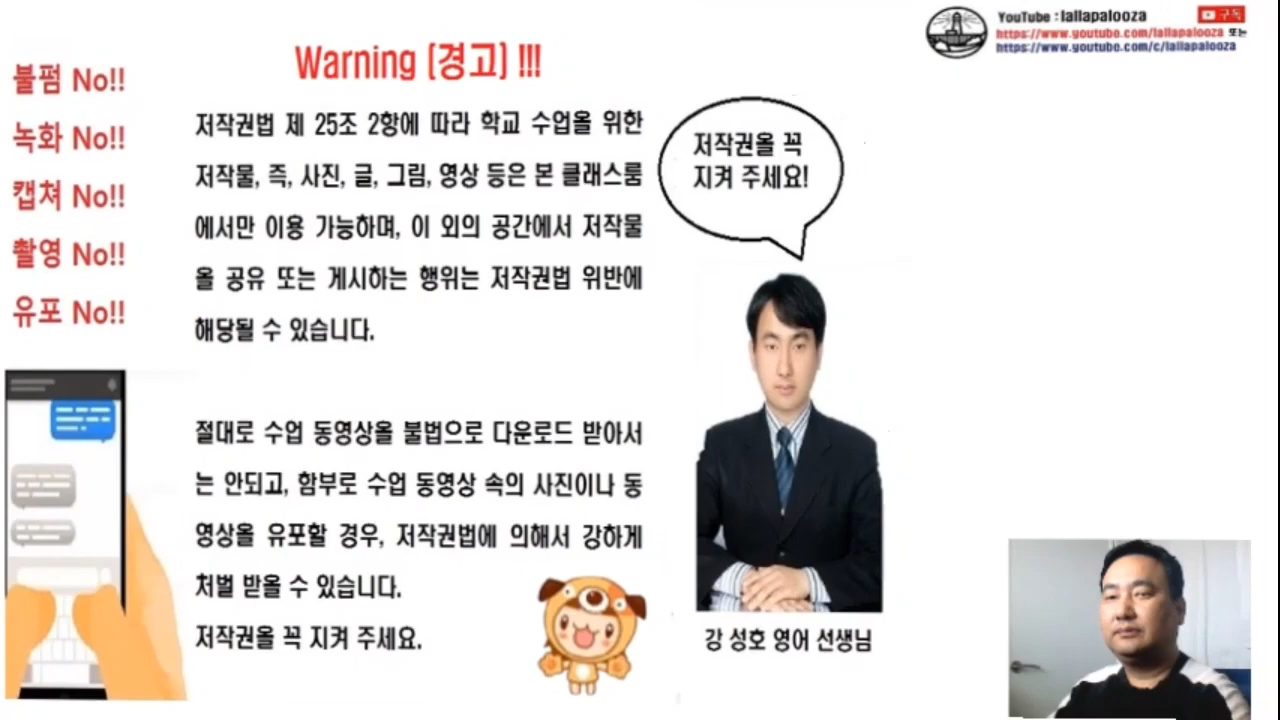 YouTube : lallapalooza
구독
https://www.youtube.com/lallapalooza 또는
https://www.youtube.com/c/lallapalooza
Warning (경고) !!!
불펌 No!!
녹화 No!!
캡쳐 No!!
촬영 No!!
유포 No!!
저작권법 제 25조 2항에 따라 학교 수업을 위한
저작물, 즉, 사진, 글, 그림, 영상 등은 본 클래스룸
에서만 이용 가능하며, 이 외의 공간에서 저작물
을 공유 또는 게시하는 행위는 저작권법 위반에
해당될 수 있습니다.
절대로 수업 동영상을 불법으로 다운로드 받아서
는 안되고, 함부로 수업 동영상 속의 사진이나 동
영상을 유포할 경우, 저작권법에 의해서 강하게
처벌 받을 수 있습니다.
저작권을 꼭 지켜 주세요.
저작권을 꼭
지켜 주세요!
강 성호 영어 선생님